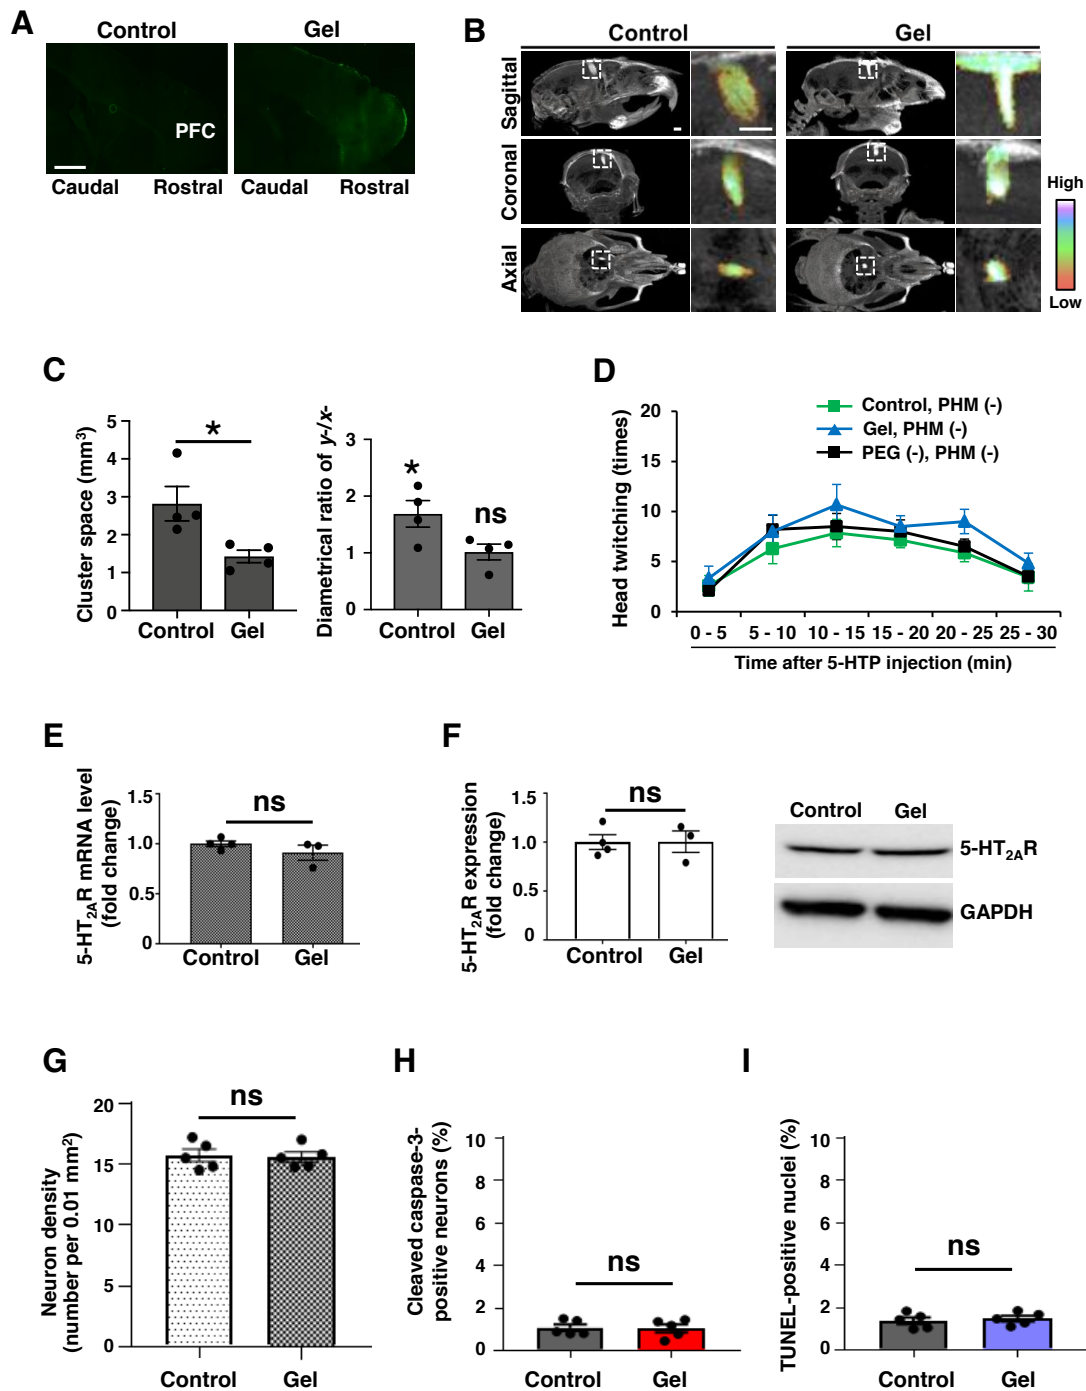 A
Control
Gel
PFC
Caudal
Rostral
Caudal
Rostral
B
Control
Gel
Sagittal
Coronal
Axial
High
Low
C
Cluster space (mm³)
5
4
3
2
1
0
*
Control
Gel
Diametrical ratio of y-/x-
3
2
1
0
*
ns
Control
Gel
D
Head twitching (times)
20
15
10
5
0
Control, PHM (-)
Gel, PHM (-)
PEG (-), PHM (-)
0 - 5
5 - 10
10 - 15
15 - 20
20 - 25
25 - 30
Time after 5-HTP injection (min)
E
5-HT₂ₐR mRNA level
(fold change)
1.5
1.0
0.5
0
ns
Control
Gel
F
5-HT₂ₐR expression
(fold change)
1.5
1.0
0.5
0
ns
Control
Gel
Control
Gel
5-HT₂ₐR
GAPDH
G
Neuron density
(number per 0.01 mm²)
20
15
10
5
0
ns
Control
Gel
H
Cleaved caspase-3-
positive neurons (%)
10
8
6
4
2
0
ns
Control
Gel
I
TUNEL-positive nuclei (%)
10
8
6
4
2
0
ns
Control
Gel